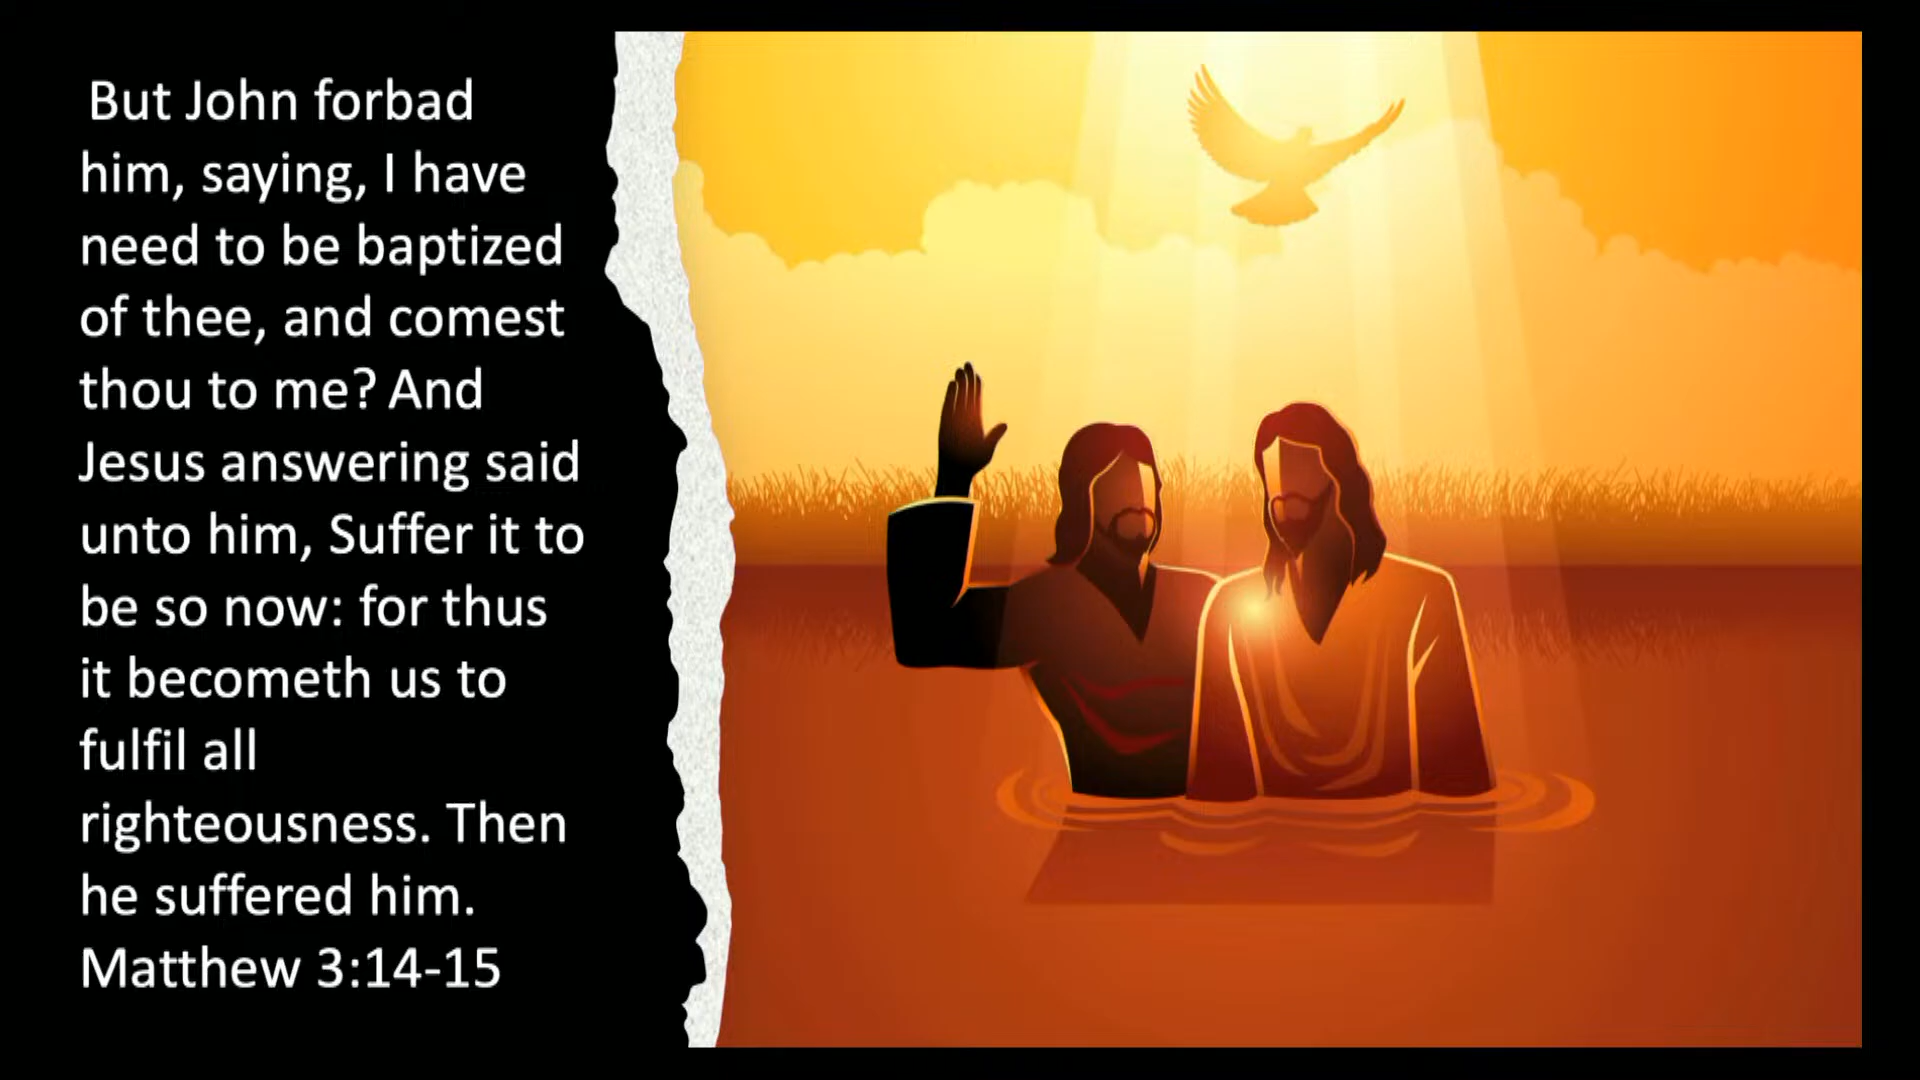 But John forbad
him, saying, I have
need to be baptized
of thee, and comest
thou to me? And
Jesus answering said
unto him, Suffer it to
be so now: for thus
it becometh us to
fulfil all
righteousness. Then
he suffered him.
Matthew 3:14-15